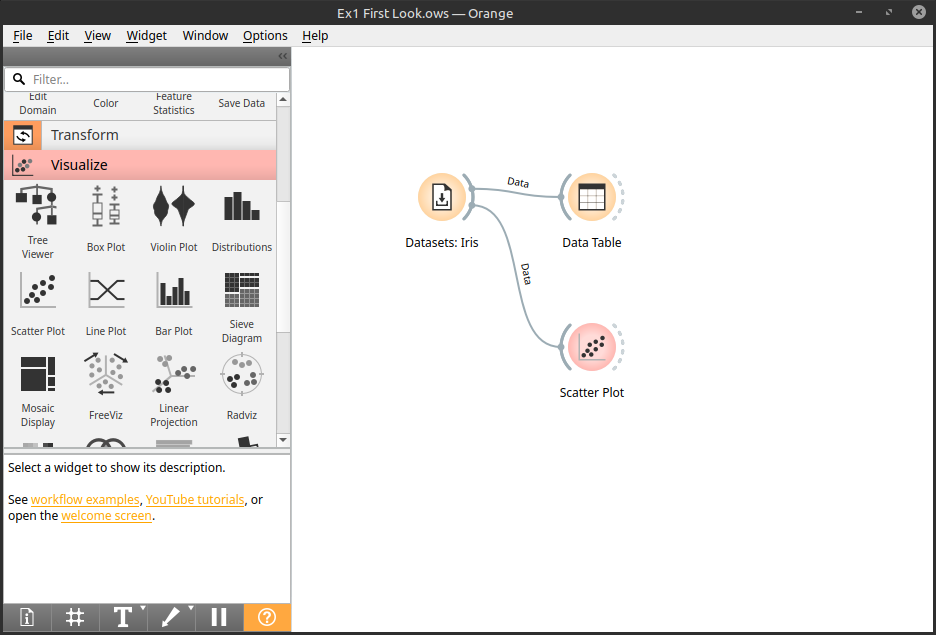 Ex1 First Look.ows — Orange
File Edit View Widget Window Options Help
Filter...
Edit
Domain
Color
Feature
Statistics
Save Data
Transform
Visualize
Tree
Viewer
Box Plot
Violin Plot
Distributions
Scatter Plot
Line Plot
Bar Plot
Sieve
Diagram
Mosaic
Display
FreeViz
Linear
Projection
Radviz
Select a widget to show its description.
See workflow examples, YouTube tutorials, or
open the welcome screen.
Data
Datasets: Iris
Data Table
Data
Scatter Plot